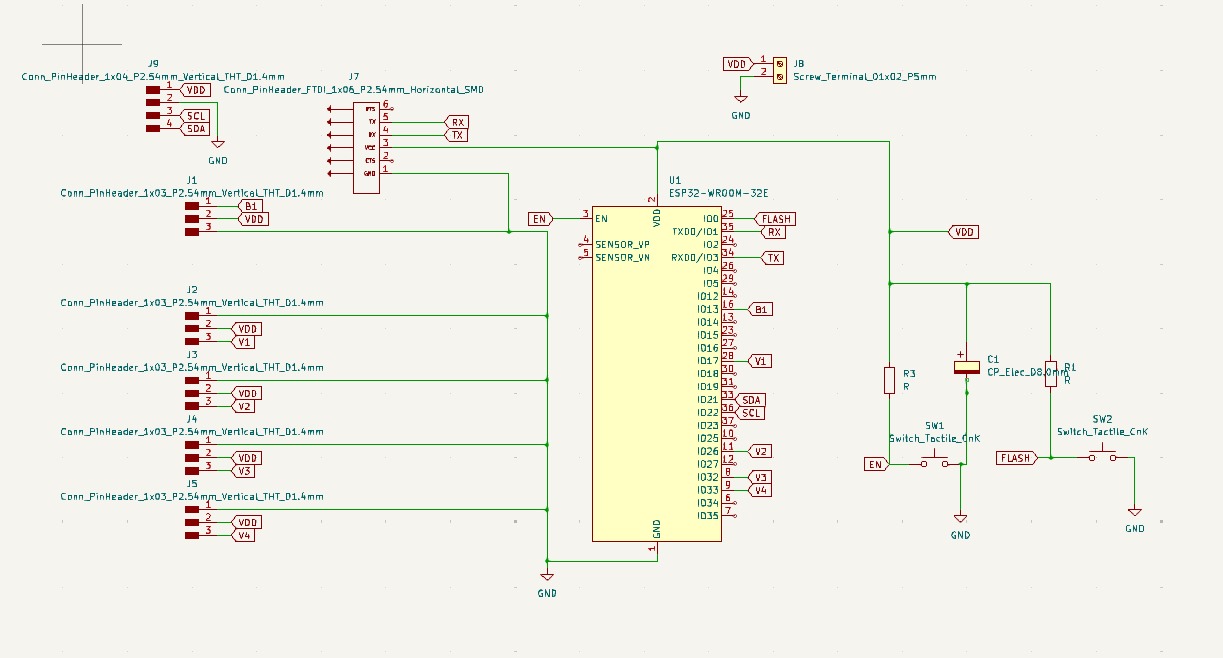 J9
Conn_PinHeader_1x04_P2.54mm_Vertical_THT_D1.4mm
1 VDD
2
3 SCL
4 SDA
GND
J7
Conn_PinHeader_FTDI_1x06_P2.54mm_Horizontal_SMD
RTS 6
TX 5 RX
RX 4 TX
VCC 3
CTS 2
GND 1
VDD 1
2
J8
Screw_Terminal_01x02_P5mm
GND
J1
Conn_PinHeader_1x03_P2.54mm_Vertical_THT_D1.4mm
1 B1
2 VDD
3
J2
Conn_PinHeader_1x03_P2.54mm_Vertical_THT_D1.4mm
1
2 VDD
3 V1
J3
Conn_PinHeader_1x03_P2.54mm_Vertical_THT_D1.4mm
1
2 VDD
3 V2
J4
Conn_PinHeader_1x03_P2.54mm_Vertical_THT_D1.4mm
1
2 VDD
3 V3
J5
Conn_PinHeader_1x03_P2.54mm_Vertical_THT_D1.4mm
1
2 VDD
3 V4
GND
U1
ESP32-WROOM-32E
2
VDD
EN 3 EN
4 SENSOR_VP
5 SENSOR_VN
IO0 25 FLASH
TXD0/IO1 35 RX
IO2 24
RXD0/IO3 34 TX
IO4 26
IO5 29
IO12 14
IO13 16 B1
IO14 13
IO15 23
IO16 27
IO17 28 V1
IO18 30
IO19 31
IO21 33 SDA
IO22 36 SCL
IO23 37
IO25 10
IO26 11 V2
IO27 12
IO32 8 V3
IO33 9 V4
IO34 6
IO35 7
GND
1
VDD
R3
R
C1
CP_Elec_D8.0mm
R1
R
SW1
Switch_Tactile_CnK
EN
GND
SW2
Switch_Tactile_CnK
FLASH
GND